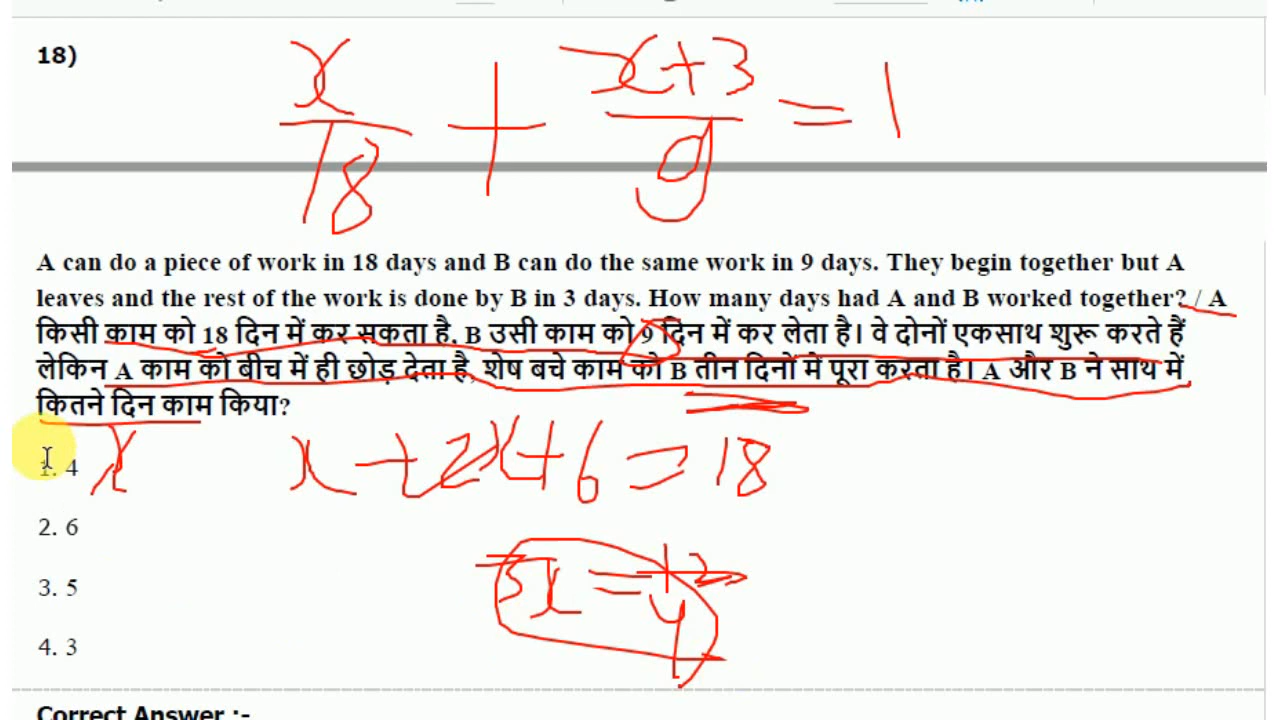 18)
x/18 + x+3/9 = 1
A can do a piece of work in 18 days and B can do the same work in 9 days. They begin together but A
leaves and the rest of the work is done by B in 3 days. How many days had A and B worked together? / A
किसी काम को 18 दिन में कर सकता है, B उसी काम को 9 दिन में कर लेता है। वे दोनों एकसाथ शुरू करते हैं
लेकिन A काम को बीच में ही छोड़ देता है, शेष बचे काम को B तीन दिनों में पूरा करता है। A और B ने साथ में
कितने दिन काम किया?
1. 4 x
x + 2x + 6 = 18
2. 6
3. 5
3x = 12
4
4. 3
Correct Answer :-